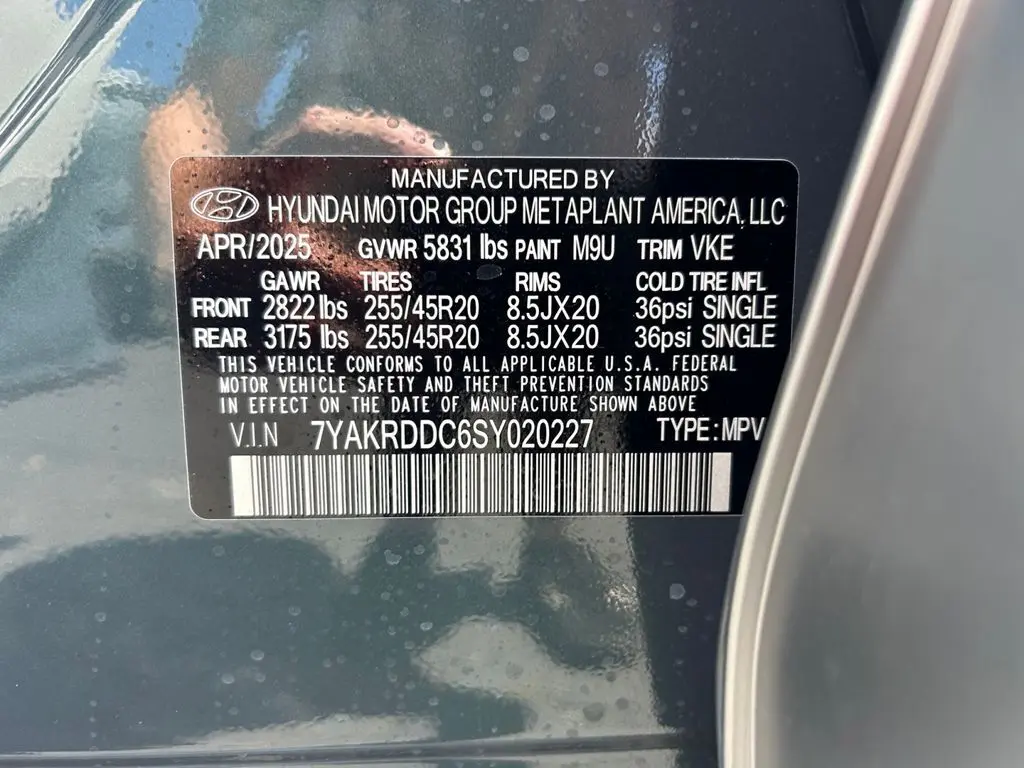 MANUFACTURED BY
HYUNDAI MOTOR GROUP METAPLANT AMERICA, LLC
APR/2025 GVWR 5831 lbs PAINT M9U TRIM VKE
GAWR TIRES RIMS COLD TIRE INFL
FRONT 2822 lbs 255/45R20 8.5JX20 36psi SINGLE
REAR 3175 lbs 255/45R20 8.5JX20 36psi SINGLE
THIS VEHICLE CONFORMS TO ALL APPLICABLE U.S.A. FEDERAL
MOTOR VEHICLE SAFETY AND THEFT PREVENTION STANDARDS
IN EFFECT ON THE DATE OF MANUFACTURE SHOWN ABOVE
V.I.N 7YAKRDDC6SY020227 TYPE:MPV